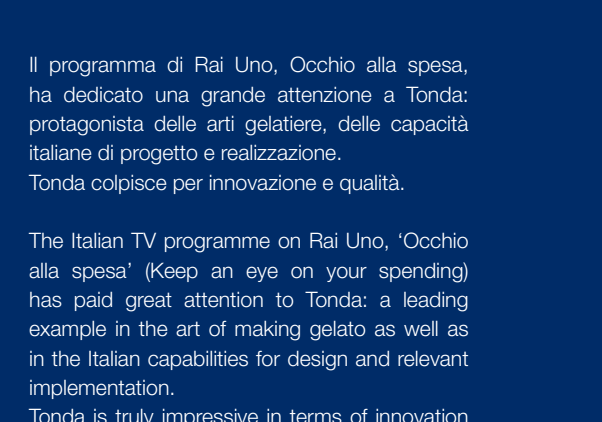 Il programma di Rai Uno, Occhio alla spesa,
ha dedicato una grande attenzione a Tonda:
protagonista delle arti gelatiere, delle capacità
italiane di progetto e realizzazione.
Tonda colpisce per innovazione e qualità.
The Italian TV programme on Rai Uno, ‘Occhio
alla spesa’ (Keep an eye on your spending)
has paid great attention to Tonda: a leading
example in the art of making gelato as well as
in the Italian capabilities for design and relevant
implementation.
Tonda is truly impressive in terms of innovation